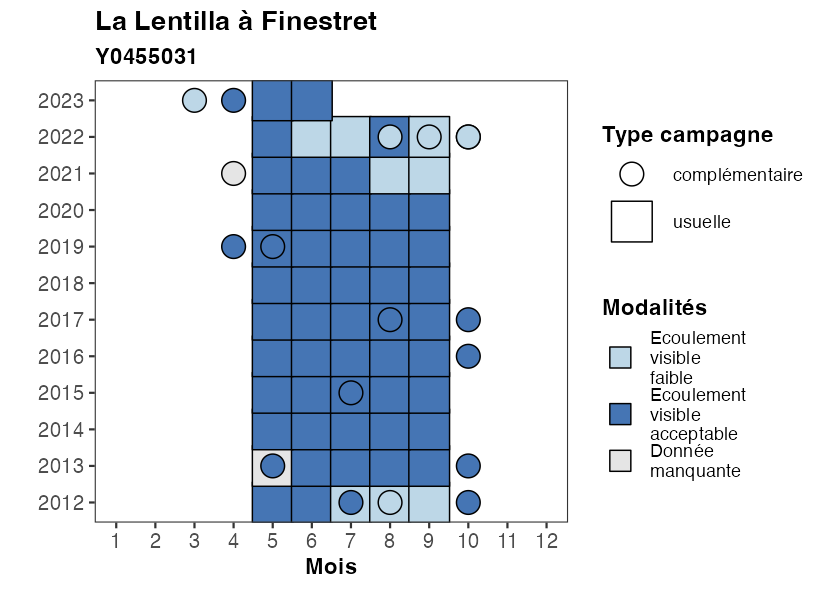 La Lentilla à Finestret
Y0455031
2023
2022
2021
2020
2019
2018
2017
2016
2015
2014
2013
2012
1 2 3 4 5 6 7 8 9 10 11 12
Mois
Type campagne
complémentaire
usuelle
Modalités
Ecoulement
visible
faible
Ecoulement
visible
acceptable
Donnée
manquante